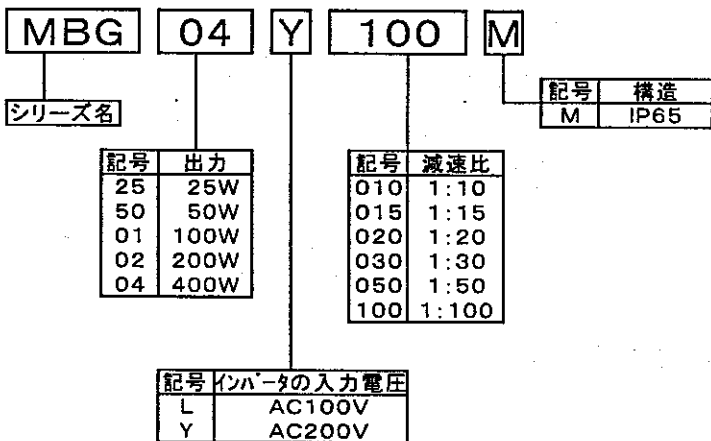 MBG 04 Y 100 M
シリーズ名
記号 構造
M IP65
記号 出力
25 25W
50 50W
01 100W
02 200W
04 400W
記号 減速比
010 1:10
015 1:15
020 1:20
030 1:30
050 1:50
100 1:100
記号 インバータの入力電圧
L AC100V
Y AC200V